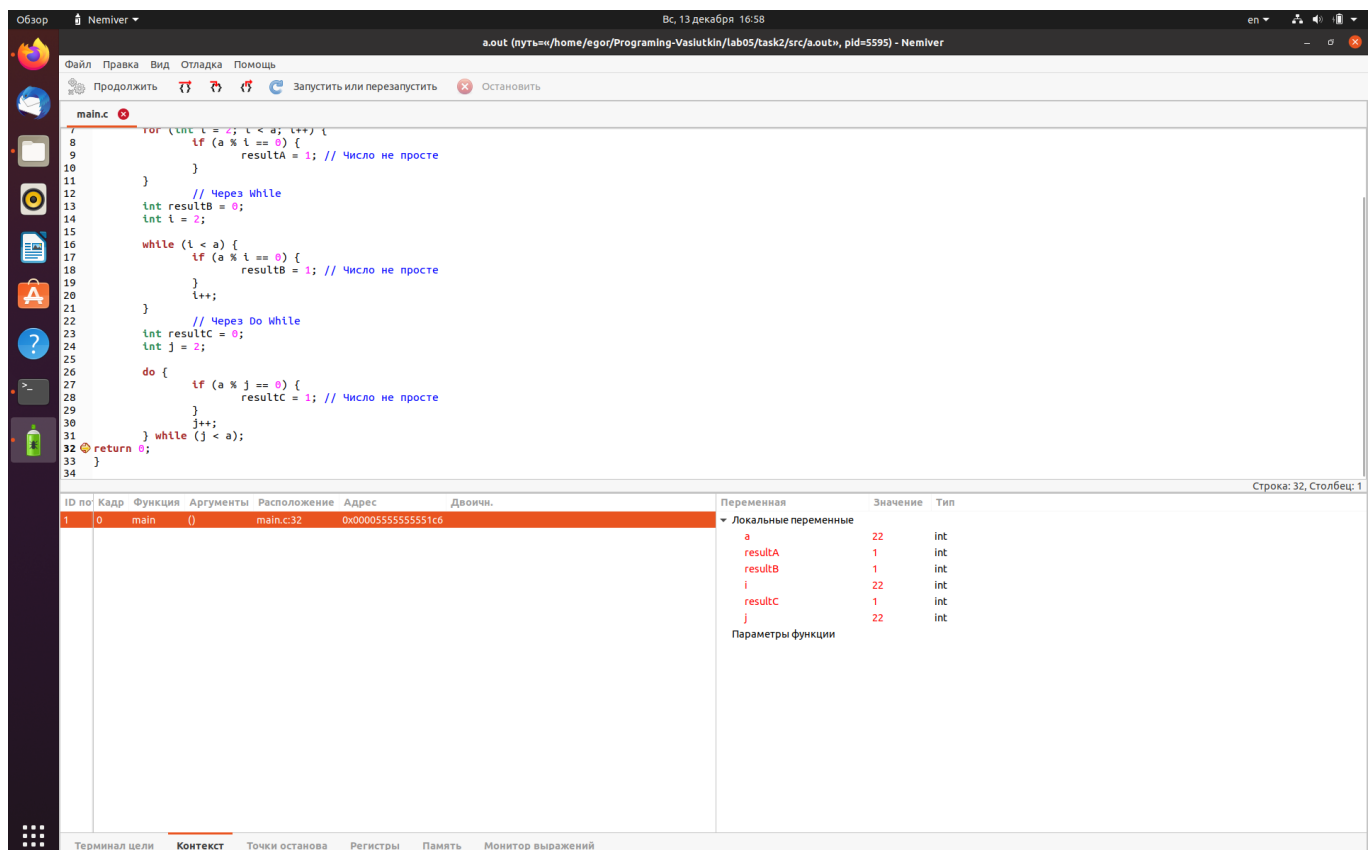 Обзор Nemiver Вс, 13 декабря 16:58 en
a.out (путь=«/home/egor/Programing-Vasiutkin/lab05/task2/src/a.out», pid=5595) - Nemiver
Файл Правка Вид Отладка Помощь
Продолжить Запустить или перезапустить Остановить
main.c
7 for (int i = 2; i < a; i++) {
8 if (a % i == 0) {
9 resultA = 1; // Число не просте
10 }
11 }
12 // Через While
13 int resultB = 0;
14 int i = 2;
15
16 while (i < a) {
17 if (a % i == 0) {
18 resultB = 1; // Число не просте
19 }
20 i++;
21 }
22 // Через Do While
23 int resultC = 0;
24 int j = 2;
25
26 do {
27 if (a % j == 0) {
28 resultC = 1; // Число не просте
29 }
30 j++;
31 } while (j < a);
32 return 0;
33 }
34
Строка: 32, Столбец: 1
ID по Кадр Функция Аргументы Расположение Адрес Двоичн.
1 0 main () main.c:32 0x00005555555551c6
Переменная Значение Тип
Локальные переменные
a 22 int
resultA 1 int
resultB 1 int
i 22 int
resultC 1 int
j 22 int
Параметры функции
Терминал цели Контекст Точки останова Регистры Память Монитор выражений